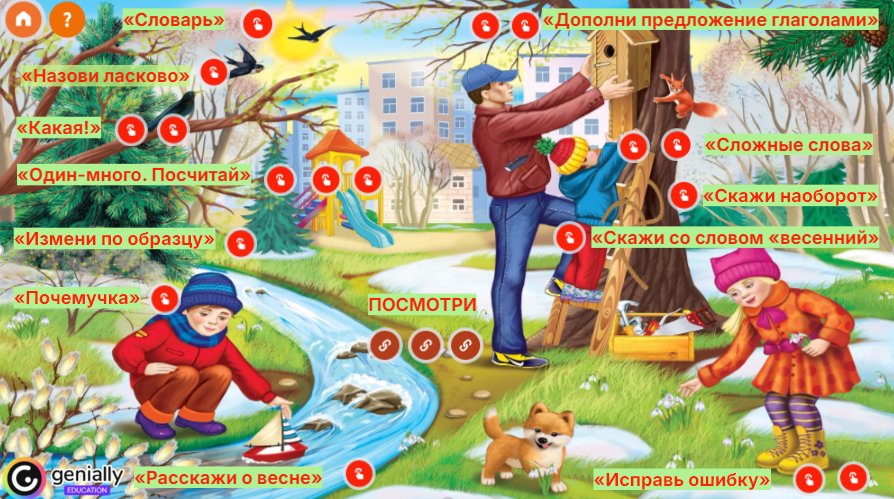 «Словарь»
«Дополни предложение глаголами»
?
«Назови ласково»
«Какая!»
«Сложные слова»
«Один-много. Посчитай»
«Скажи наоборот»
«Измени по образцу»
«Скажи со словом «весенний»
«Почемучка»
ПОСМОТРИ
genially
EDUCATION
«Расскажи о весне»
«Исправь ошибку»